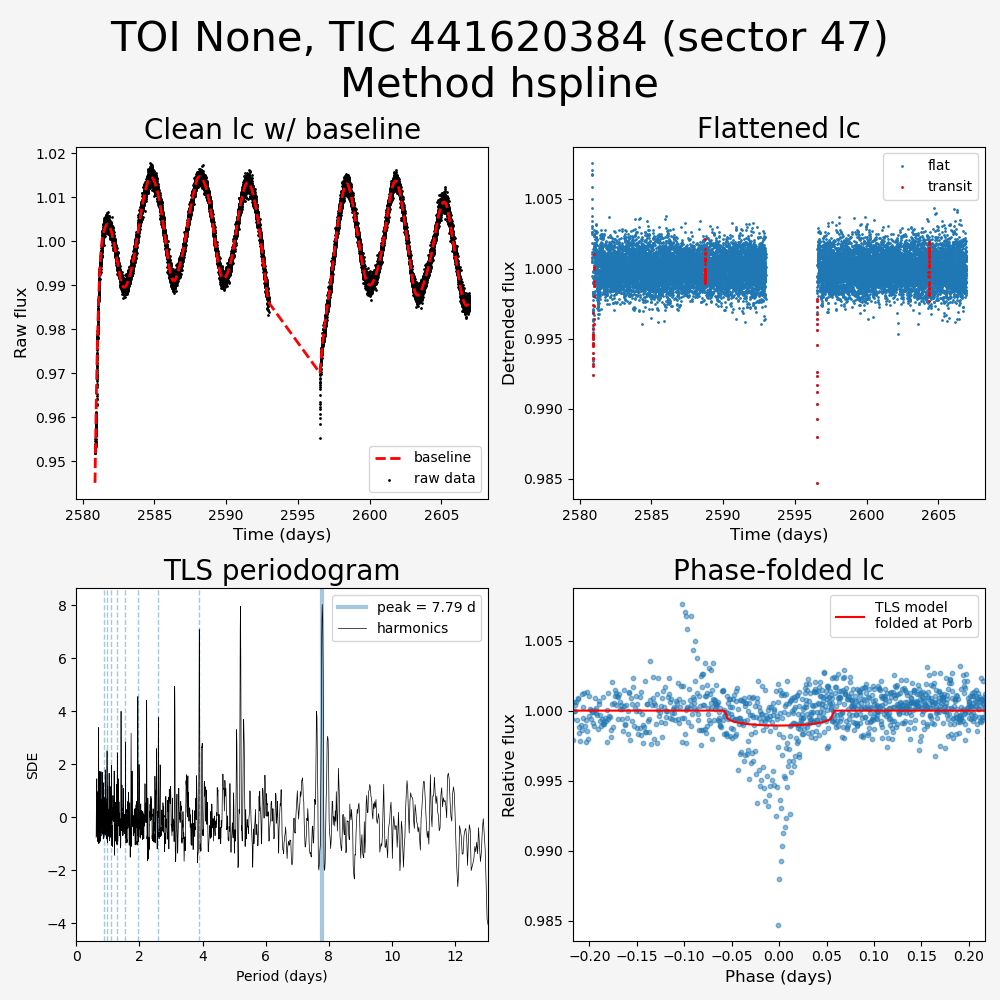 TOI None, TIC 441620384 (sector 47)
Method hspline
Clean lc w/ baseline
Raw flux
1.02
1.01
1.00
0.99
0.98
0.97
0.96
0.95
baseline
raw data
2580 2585 2590 2595 2600 2605
Time (days)
Flattened lc
Detrended flux
1.005
1.000
0.995
0.990
0.985
flat
transit
2580 2585 2590 2595 2600 2605
Time (days)
TLS periodogram
SDE
8
6
4
2
0
−2
−4
peak = 7.79 d
harmonics
0 2 4 6 8 10 12
Period (days)
Phase-folded lc
Relative flux
1.005
1.000
0.995
0.990
0.985
TLS model
folded at Porb
−0.20 −0.15 −0.10 −0.05 0.00 0.05 0.10 0.15 0.20
Phase (days)